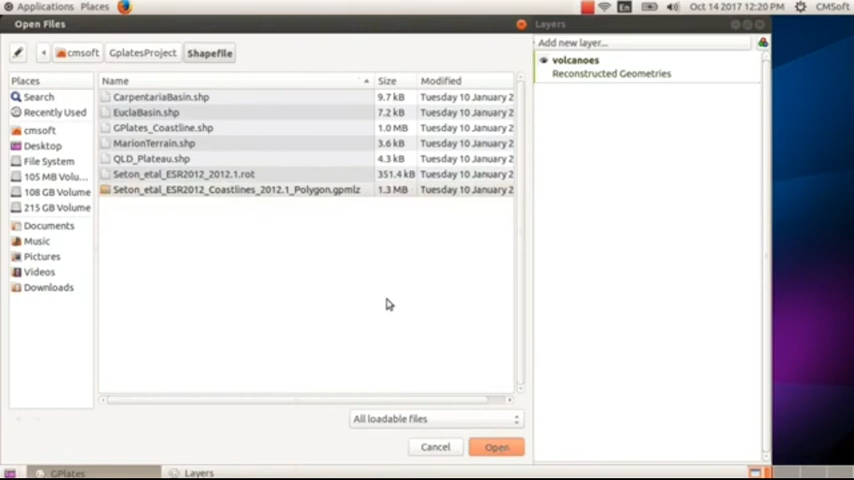 Applications Places En Oct 14 2017 12:20 PM CMSoft
Open Files
Layers
cmsoft GplatesProject Shapefile
Add new layer...
volcanoes
Reconstructed Geometries
Places Name Size Modified
Search
Recently Used
cmsoft
Desktop
File System
105 MB Volu...
108 GB Volume
215 GB Volume
Documents
Music
Pictures
Videos
Downloads
CarpentariaBasin.shp 9.7 kB Tuesday 10 January 2
EuclaBasin.shp 7.2 kB Tuesday 10 January 2
GPlates_Coastline.shp 1.0 MB Tuesday 10 January 2
MarionTerrain.shp 3.6 kB Tuesday 10 January 2
QLD_Plateau.shp 4.3 kB Tuesday 10 January 2
Seton_etal_ESR2012_2012.1.rot 351.4 kB Tuesday 10 January 2
Seton_etal_ESR2012_Coastlines_2012.1_Polygon.gpmlz 1.3 MB Tuesday 10 January 2
All loadable files
Cancel Open
GPlates Layers